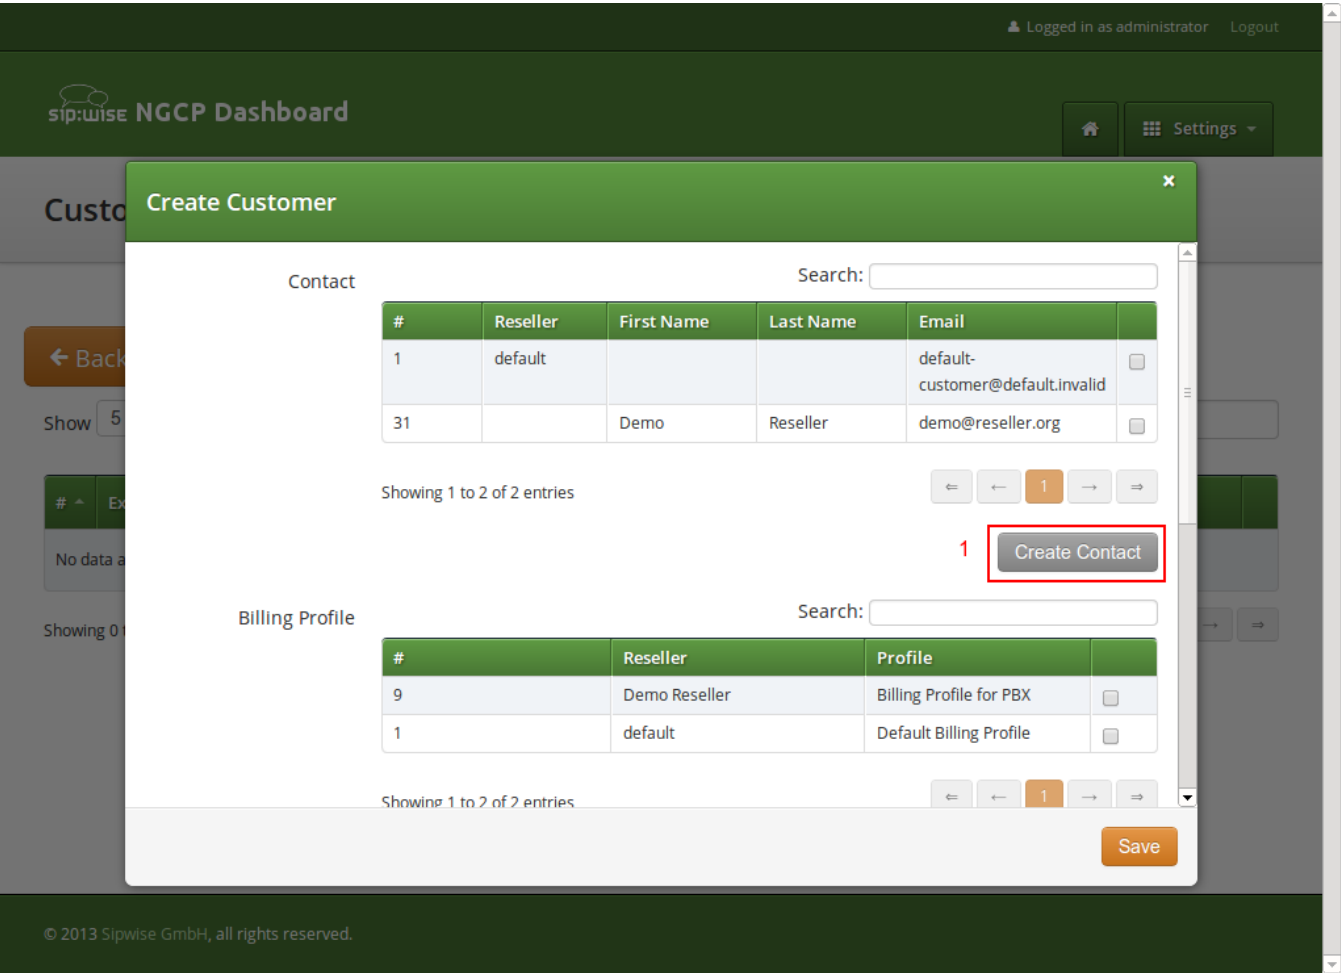 Logged in as administrator Logout
sip:wise NGCP Dashboard
Settings
Custo
Create Customer
×
Contact
Search:
# Reseller First Name Last Name Email
1 default default-
customer@default.invalid
31 Demo Reseller demo@reseller.org
Showing 1 to 2 of 2 entries
⇐ ← 1 → ⇒
1 Create Contact
Billing Profile
Search:
# Reseller Profile
9 Demo Reseller Billing Profile for PBX
1 default Default Billing Profile
Showing 1 to 2 of 2 entries
⇐ ← 1 → ⇒
Save
Back
Show 5
# Ex
No data a
Showing 0 t
→ ⇒
© 2013 Sipwise GmbH, all rights reserved.